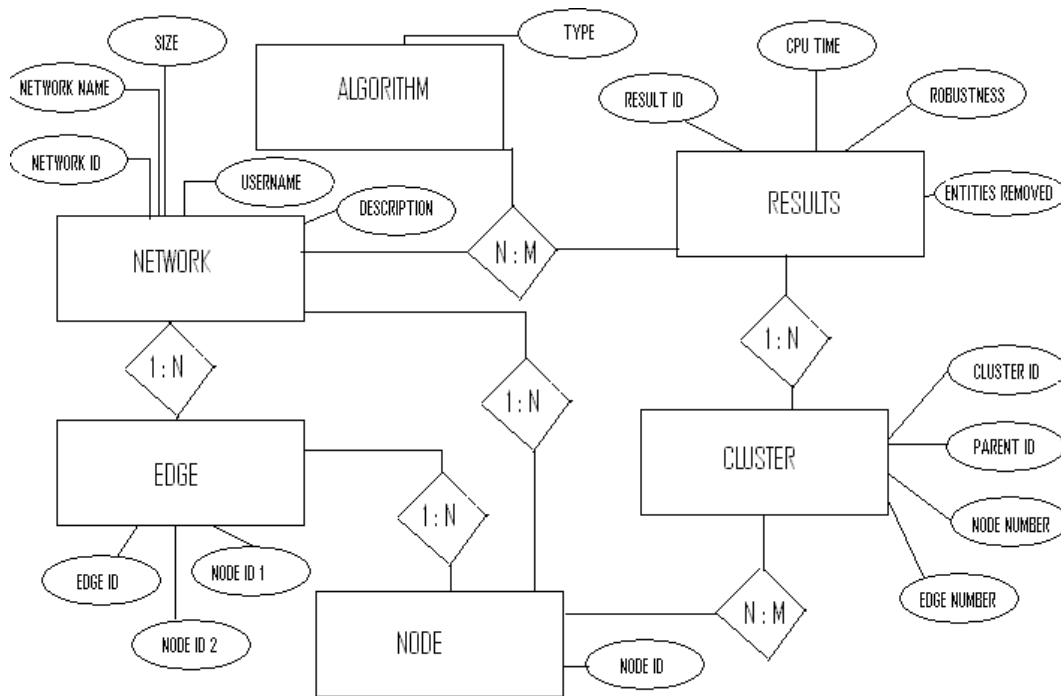 SIZE
TYPE
CPU TIME
NETWORK NAME
ALGORITHM
RESULT ID
ROBUSTNESS
NETWORK ID
USERNAME
DESCRIPTION
RESULTS
ENTITIES REMOVED
NETWORK
N : M
1 : N
1 : N
1 : N
CLUSTER ID
EDGE
CLUSTER
PARENT ID
1 : N
NODE NUMBER
EDGE ID
NODE ID 1
NODE ID 2
NODE
N : M
EDGE NUMBER
NODE ID